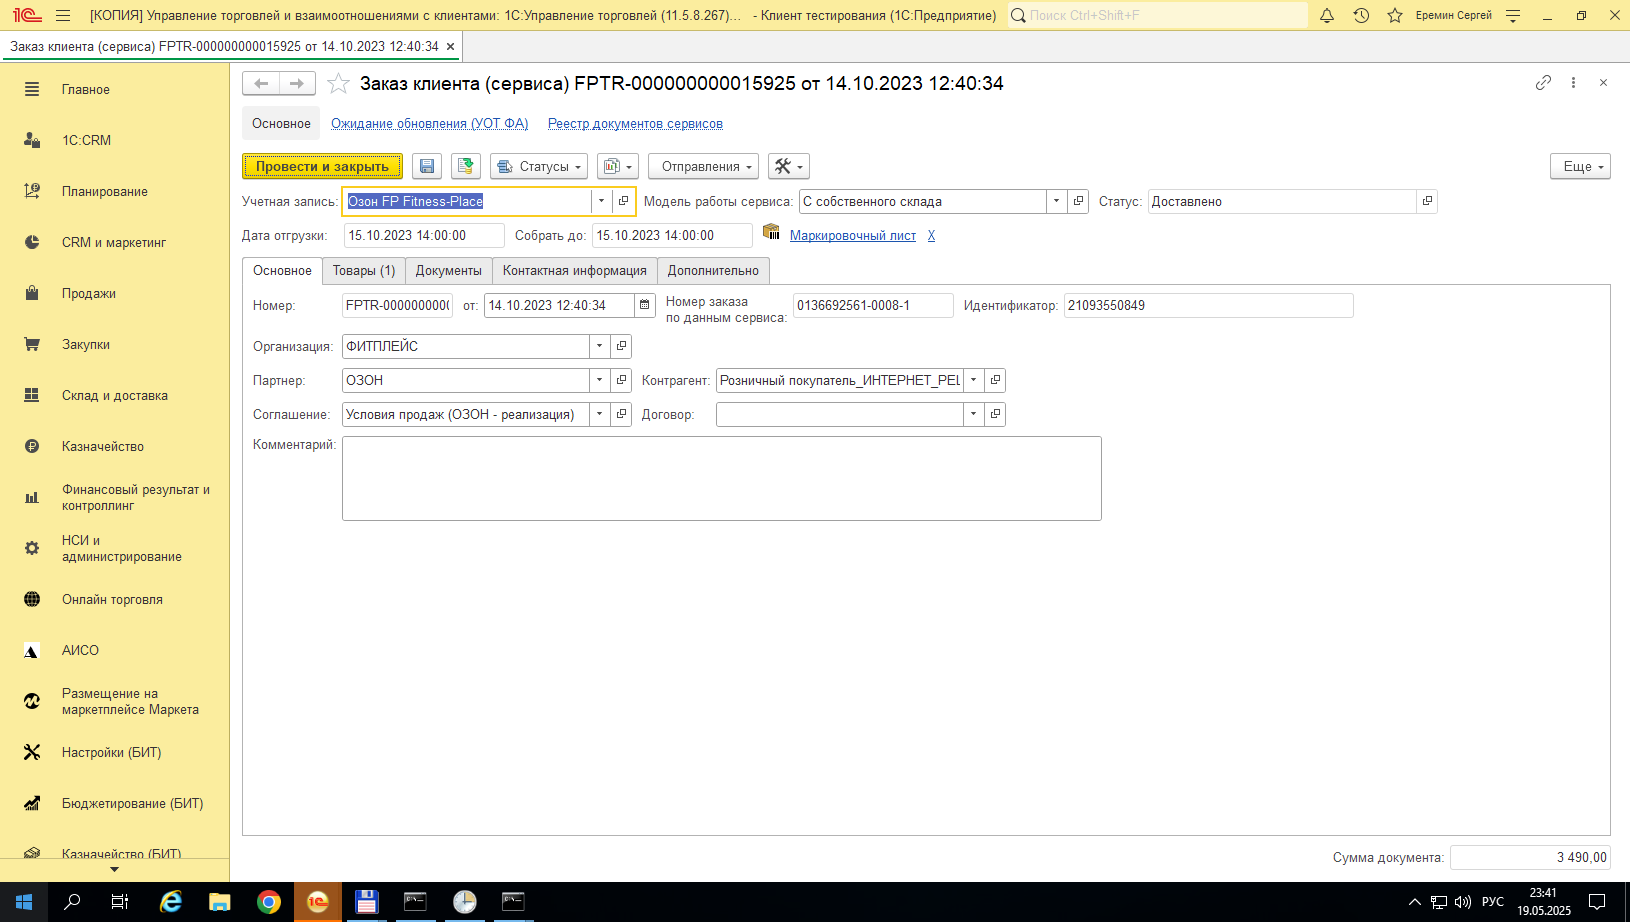 [КОПИЯ] Управление торговлей и взаимоотношениями с клиентами: 1С:Управление торговлей (11.5.8.267)... - Клиент тестирования (1С:Предприятие)
Поиск Ctrl+Shift+F
Еремин Сергей
Заказ клиента (сервиса) FPTR-000000000015925 от 14.10.2023 12:40:34
Главное
1С:CRM
Планирование
CRM и маркетинг
Продажи
Закупки
Склад и доставка
Казначейство
Финансовый результат и
контроллинг
НСИ и
администрирование
Онлайн торговля
АИСО
Размещение на
маркетплейсе Маркета
Настройки (БИТ)
Бюджетирование (БИТ)
Казначейство (БИТ)
Заказ клиента (сервиса) FPTR-000000000015925 от 14.10.2023 12:40:34
Основное Ожидание обновления (УОТ ФА) Реестр документов сервисов
Провести и закрыть Статусы Отправления Еще
Учетная запись: Озон FP Fitness-Place Модель работы сервиса: С собственного склада Статус: Доставлено
Дата отгрузки: 15.10.2023 14:00:00 Собрать до: 15.10.2023 14:00:00 Маркировочный лист X
Основное Товары (1) Документы Контактная информация Дополнительно
Номер: FPTR-000000000 от: 14.10.2023 12:40:34 Номер заказа
по данным сервиса: 0136692561-0008-1 Идентификатор: 21093550849
Организация: ФИТПЛЕЙС
Партнер: ОЗОН Контрагент: Розничный покупатель_ИНТЕРНЕТ_РЕ
Соглашение: Условия продаж (ОЗОН - реализация) Договор:
Комментарий:
Сумма документа: 3 490,00
РУС
23:41
19.05.2025